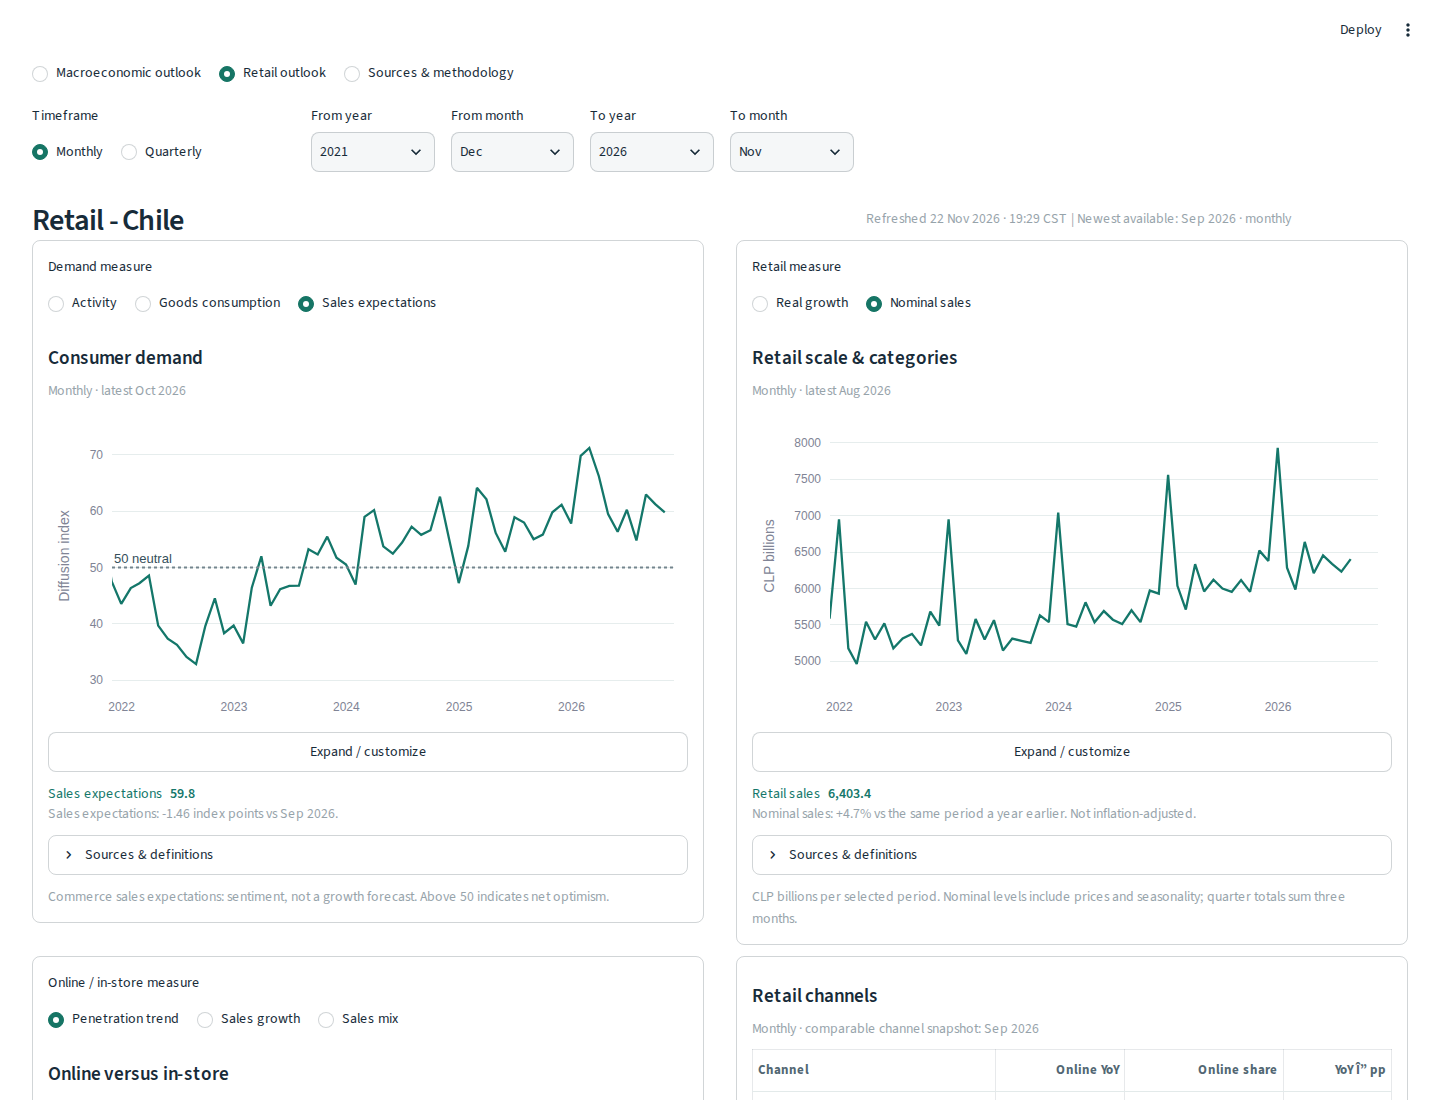 Deploy
Macroeconomic outlook
Retail outlook
Sources & methodology
Timeframe
From year
From month
To year
To month
Monthly
Quarterly
2021
Dec
2026
Nov
Retail - Chile
Refreshed 22 Nov 2026 · 19:29 CST | Newest available: Sep 2026 · monthly
Demand measure
Activity
Goods consumption
Sales expectations
Consumer demand
Monthly · latest Oct 2026
Diffusion index
70
60
50
40
30
50 neutral
2022
2023
2024
2025
2026
Expand / customize
Sales expectations 59.8
Sales expectations: -1.46 index points vs Sep 2026.
Sources & definitions
Commerce sales expectations: sentiment, not a growth forecast. Above 50 indicates net optimism.
Retail measure
Real growth
Nominal sales
Retail scale & categories
Monthly · latest Aug 2026
CLP billions
8000
7500
7000
6500
6000
5500
5000
2022
2023
2024
2025
2026
Expand / customize
Retail sales 6,403.4
Nominal sales: +4.7% vs the same period a year earlier. Not inflation-adjusted.
Sources & definitions
CLP billions per selected period. Nominal levels include prices and seasonality; quarter totals sum three
months.
Online / in-store measure
Penetration trend
Sales growth
Sales mix
Online versus in-store
Retail channels
Monthly · comparable channel snapshot: Sep 2026
Channel
Online YoY
Online share
YoY Î” pp